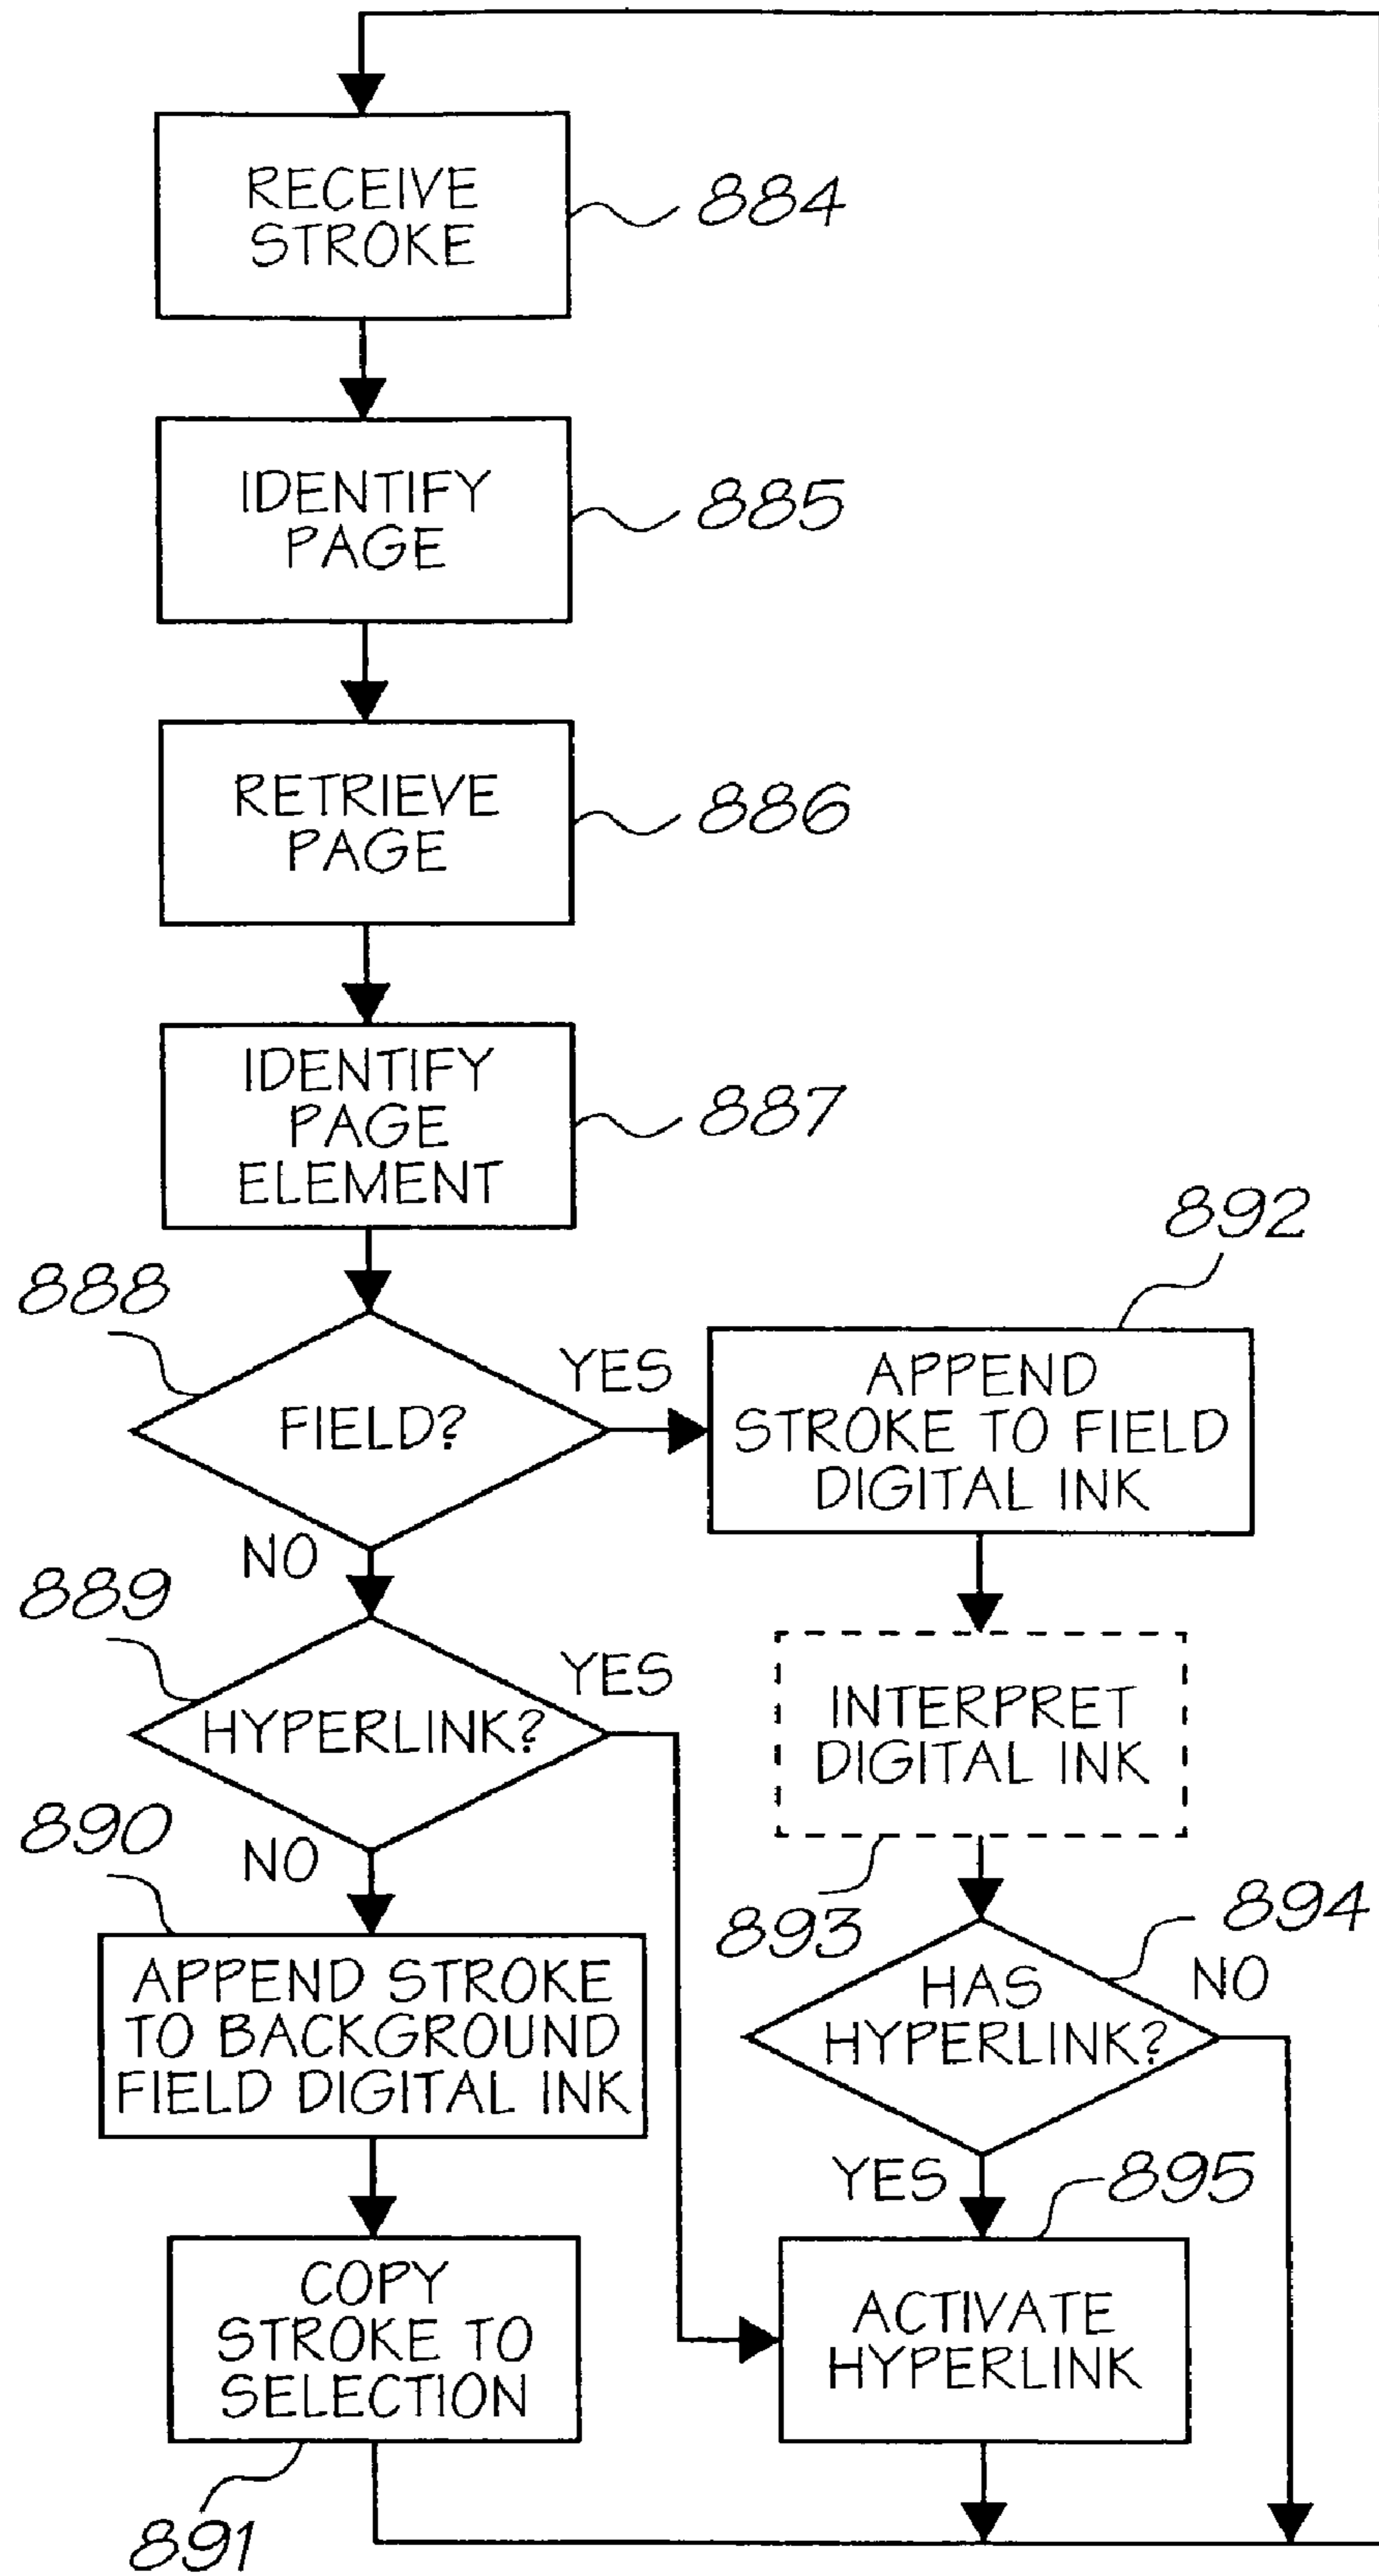 RECEIVE
STROKE
884
IDENTIFY
PAGE
885
RETRIEVE
PAGE
886
IDENTIFY
PAGE
ELEMENT
887
888
FIELD?
YES
NO
892
APPEND
STROKE TO FIELD
DIGITAL INK
889
HYPERLINK?
YES
NO
INTERPRET
DIGITAL INK
893
890
APPEND STROKE
TO BACKGROUND
FIELD DIGITAL INK
894
HAS
HYPERLINK?
NO
YES
895
COPY
STROKE TO
SELECTION
891
ACTIVATE
HYPERLINK